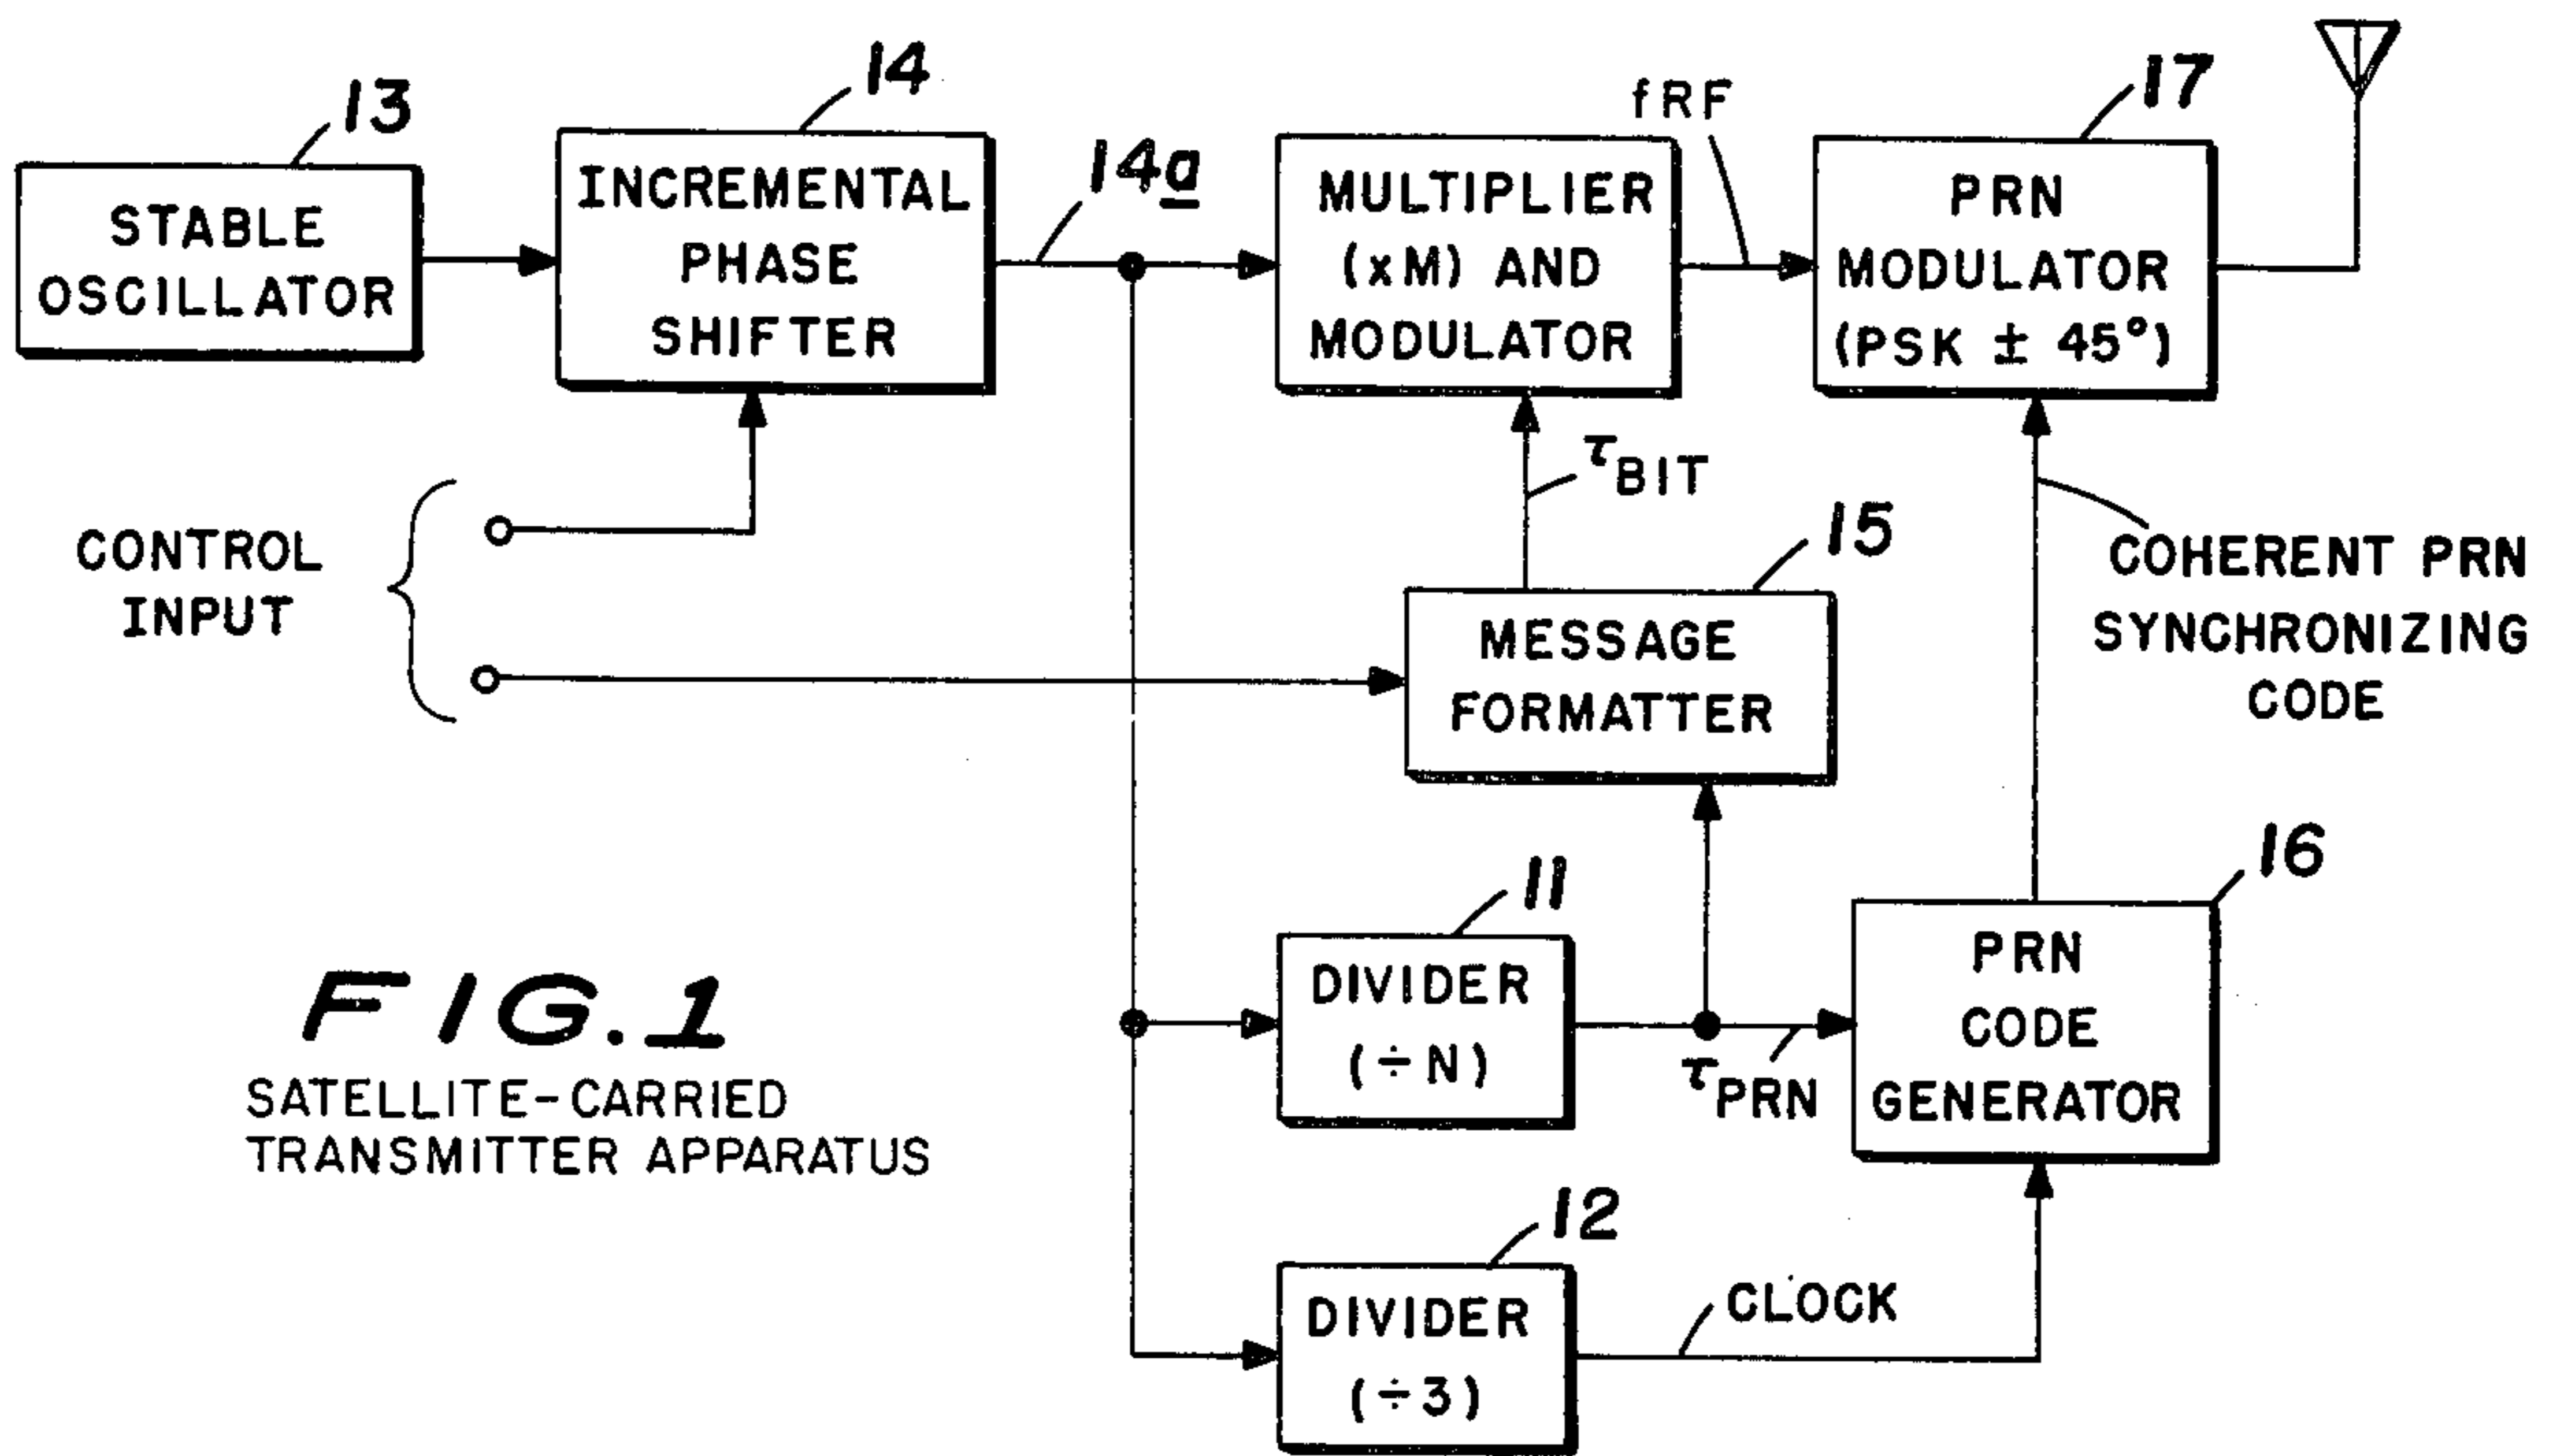 13
STABLE
OSCILLATOR
14
INCREMENTAL
PHASE
SHIFTER
14a
MULTIPLIER
(xM) AND
MODULATOR
fRF
17
PRN
MODULATOR
(PSK ± 45°)
CONTROL
INPUT
τBIT
15
MESSAGE
FORMATTER
COHERENT PRN
SYNCHRONIZING
CODE
11
DIVIDER
(÷N)
τPRN
16
PRN
CODE
GENERATOR
12
DIVIDER
(÷3)
CLOCK
FIG.1
SATELLITE-CARRIED
TRANSMITTER APPARATUS